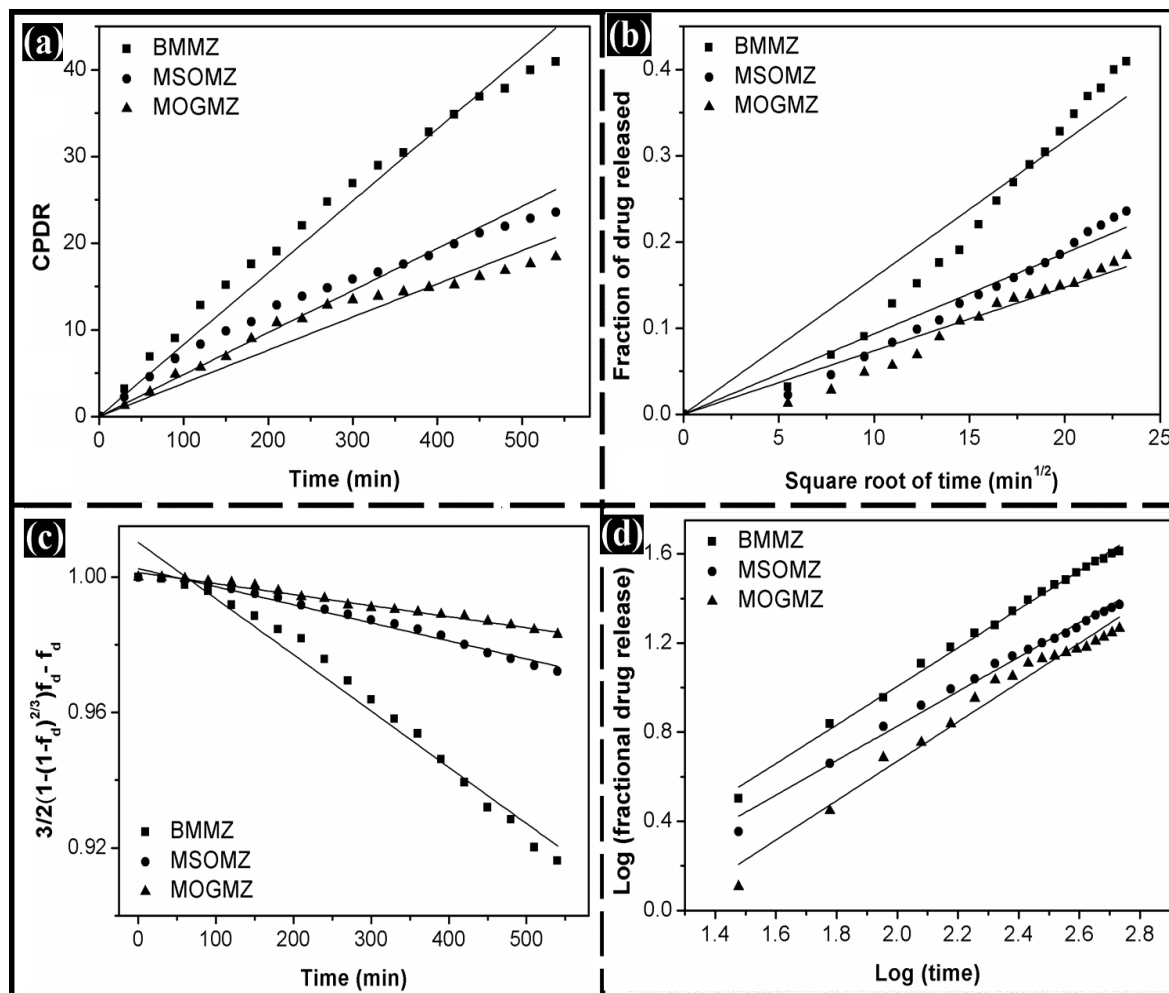 (a)
BMMZ
MSOMZ
MOGMZ
CPDR
40
30
20
10
0
0 100 200 300 400 500
Time (min)
(b)
BMMZ
MSOMZ
MOGMZ
Fraction of drug released
0.4
0.3
0.2
0.1
0.0
0 5 10 15 20 25
Square root of time (min^1/2)
(c)
3/2(1-(1-f_d)^2/3)f_d- f_d
1.00
0.96
0.92
BMMZ
MSOMZ
MOGMZ
0 100 200 300 400 500
Time (min)
(d)
BMMZ
MSOMZ
MOGMZ
Log (fractional drug release)
1.6
1.2
0.8
0.4
0.0
1.4 1.6 1.8 2.0 2.2 2.4 2.6 2.8
Log (time)